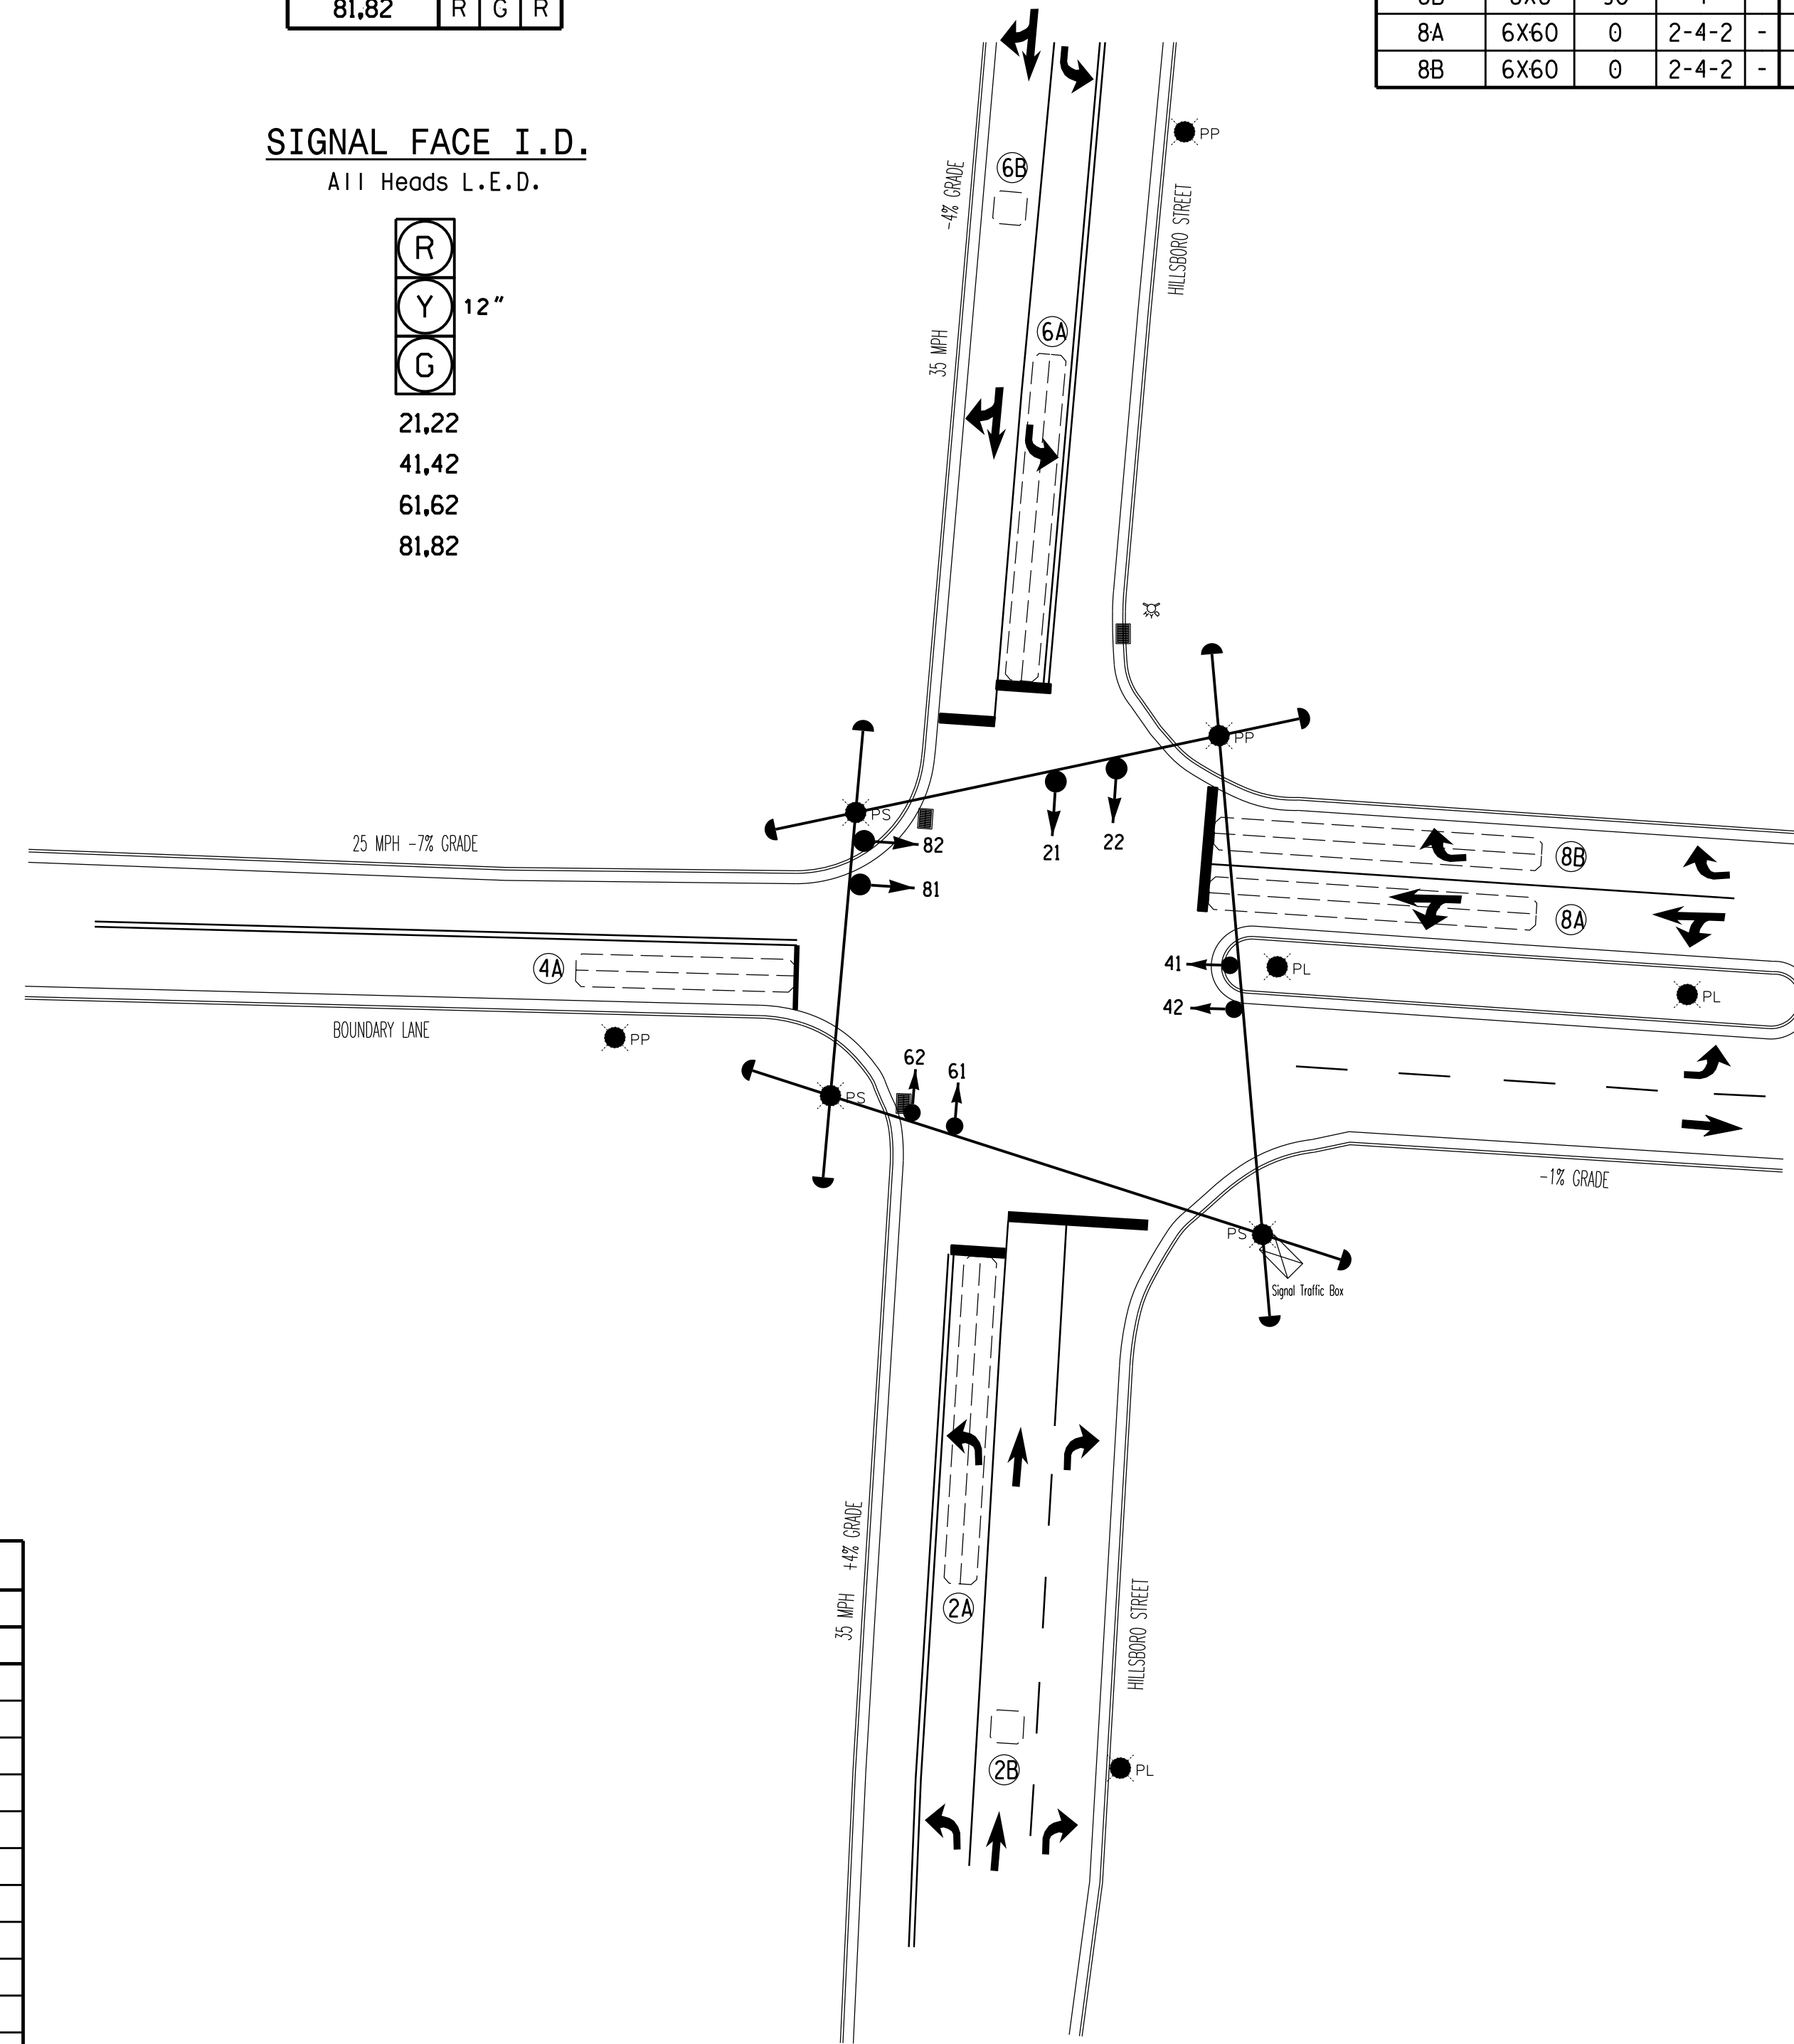 81,82 R G R
8A 6X60 0 2-4-2 -
8B 6X60 0 2-4-2 -
SIGNAL FACE I.D.
All Heads L.E.D.
R
Y 12"
G
21,22
41,42
61,62
81,82
PP
6B
-4% GRADE
HILLSBORO STREET
6A
35 MPH
PP
PS
82
21
22
81
25 MPH -7% GRADE
8B
8A
4A
41
PL
PL
42
BOUNDARY LANE
PP
62
61
PS
-1% GRADE
PS
Signal Traffic Box
35 MPH +4% GRADE
2A
HILLSBORO STREET
2B
PL